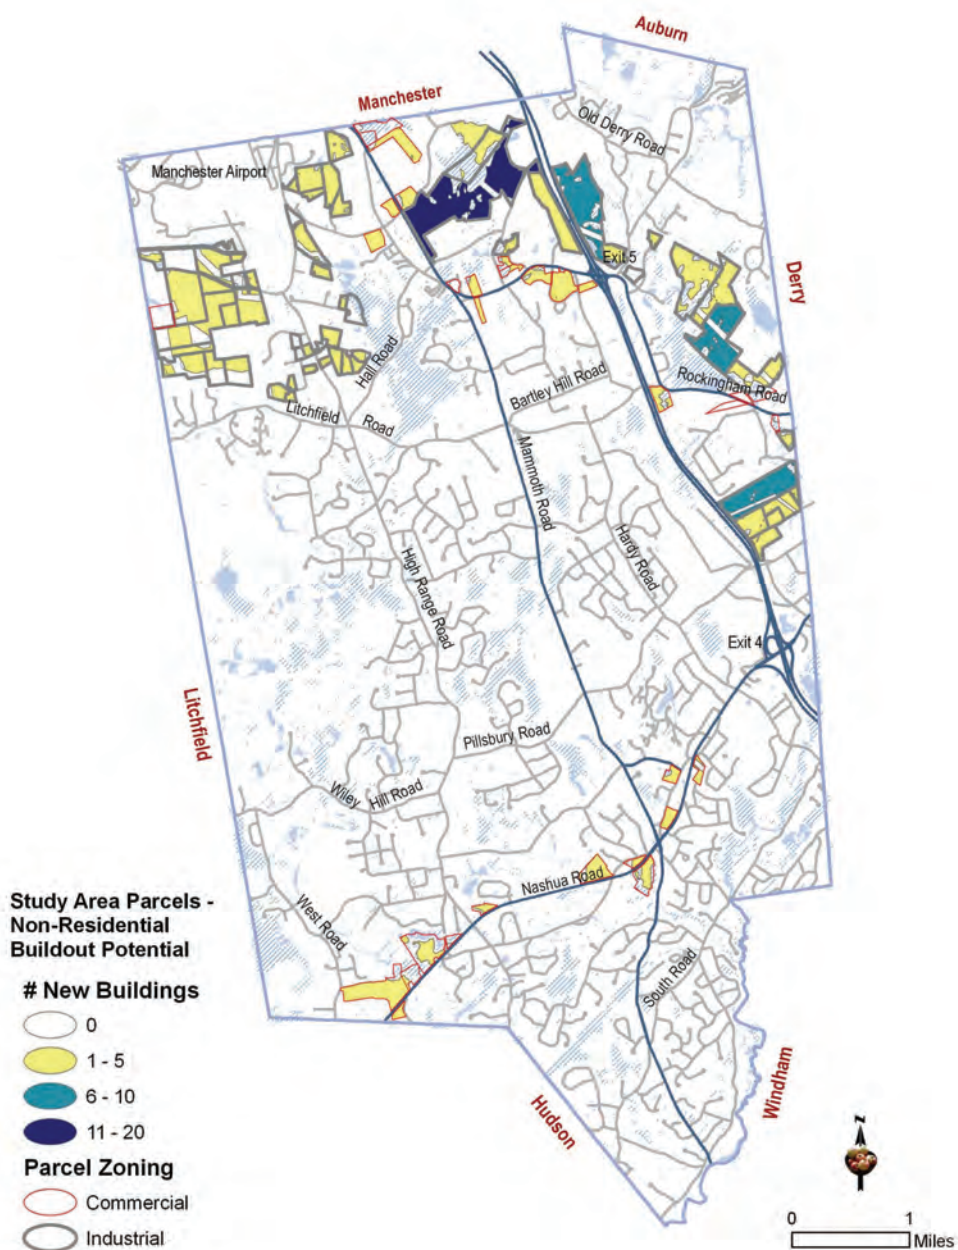 Auburn
Manchester
Old Derry Road
Manchester Airport
Exit 5
Derry
Hall Road
Rockingham Road
Bartley Hill Road
Litchfield
Road
Mammoth Road
Hardy Road
High Range Road
Exit 4
Litchfield
Pillsbury Road
Wiley Hill Road
Nashua Road
West Road
South Road
Windham
Hudson
Study Area Parcels -
Non-Residential
Buildout Potential
# New Buildings
0
1 - 5
6 - 10
11 - 20
Parcel Zoning
Commercial
Industrial
N
0 1
Miles